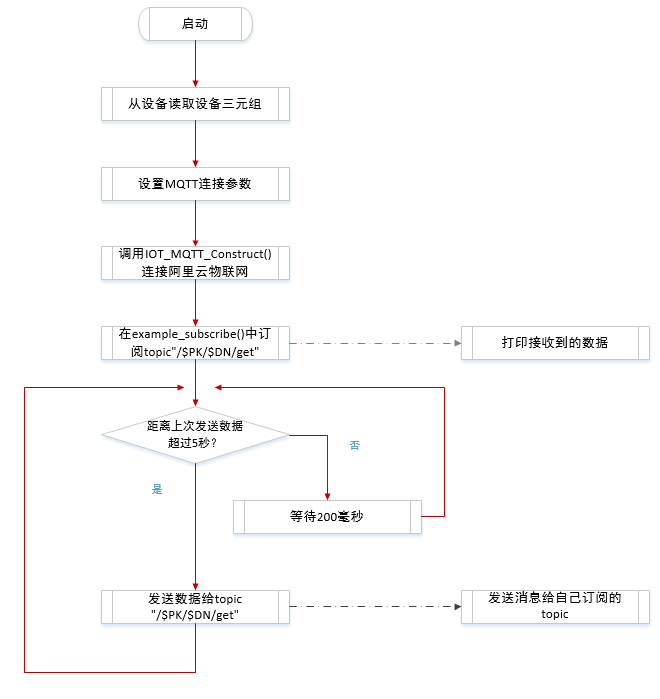 启动
从设备读取设备三元组
设置MQTT连接参数
调用IOT_MQTT_Construct()
连接阿里云物联网
在example_subscribe()中订
阅topic"/$PK/$DN/get"
打印接收到的数据
距离上次发送数据
超过5秒？
否
是
等待200毫秒
发送数据给topic
"/$PK/$DN/get"
发送消息给自己订阅的
topic